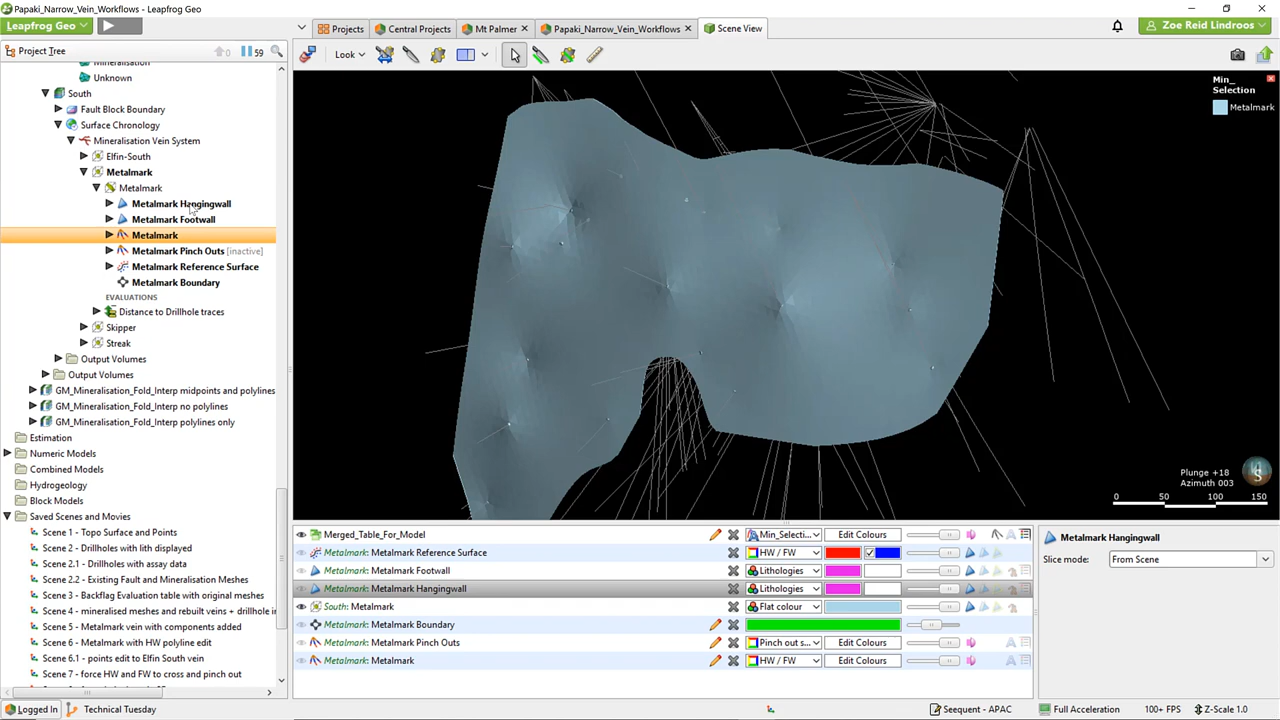 Papaki_Narrow_Vein_Workflows
Leapfrog Geo
Projects
Central Projects
Mt Palmer
Papaki_Narrow_Vein_Workflows
Scene View
Zoe Reid Lindroos
Project Tree
0
59
Look
Mineralisation
Unknown
South
Fault Block Boundary
Surface Chronology
Mineralisation Vein System
Elfin-South
Metalmark
Metalmark
Metalmark Hangingwall
Metalmark Footwall
Metalmark
Metalmark Pinch Outs [inactive]
Metalmark Reference Surface
Metalmark Boundary
EVALUATIONS
Distance to Drillhole traces
Skipper
Streak
Output Volumes
Output Volumes
GM_Mineralisation_Fold_Interp midpoints and polylines
GM_Mineralisation_Fold_Interp no polylines
GM_Mineralisation_Fold_Interp polylines only
Estimation
Numeric Models
Combined Models
Hydrogeology
Block Models
Saved Scenes and Movies
Scene 1 - Topo Surface and Points
Scene 2 - Drillholes with lith displayed
Scene 2.1 - Drillholes with assay data
Scene 2.2 - Existing Fault and Mineralisation Meshes
Scene 3 - Backflag Evaluation table with original meshes
Scene 4 - mineralised meshes and rebuilt veins + drillhole in
Scene 5 - Metalmark vein with components added
Scene 6 - Metalmark with HW polyline edit
Scene 6.1 - points edit to Elfin South vein
Scene 7 - force HW and FW to cross and pinch out
Min_
Selection
Metalmark
Plunge +18
Azimuth 003
0 50 100 150
Merged_Table_For_Model Min_Selecti... Edit Colours
Metalmark: Metalmark Reference Surface HW / FW
Metalmark: Metalmark Footwall Lithologies
Metalmark: Metalmark Hangingwall Lithologies
South: Metalmark Flat colour
Metalmark: Metalmark Boundary
Metalmark: Metalmark Pinch Outs Pinch out s... Edit Colours
Metalmark: Metalmark HW / FW Edit Colours
Metalmark Hangingwall
Slice mode: From Scene
Logged In
Technical Tuesday
Seequent - APAC
Full Acceleration
100+ FPS
Z-Scale 1.0